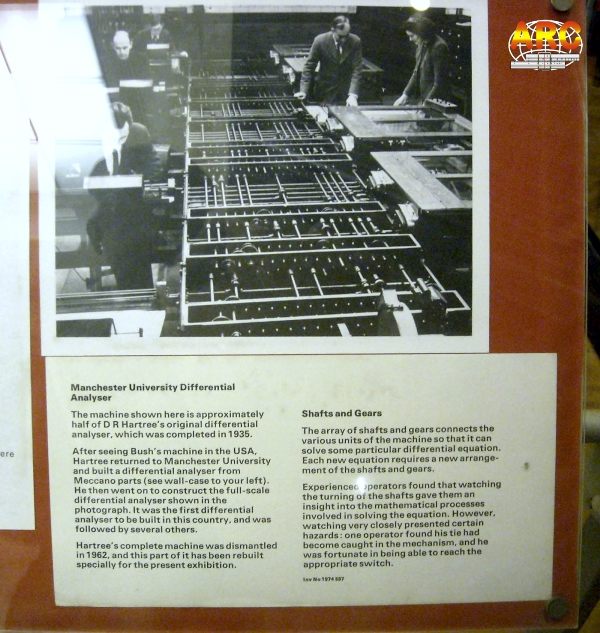 ARC
ere
Manchester University Differential
Analyser
The machine shown here is approximately
half of D R Hartree's original differential
analyser, which was completed in 1935.
After seeing Bush's machine in the USA,
Hartree returned to Manchester University
and built a differential analyser from
Meccano parts (see wall-case to your left).
He then went on to construct the full-scale
differential analyser shown in the
photograph. It was the first differential
analyser to be built in this country, and was
followed by several others.
Hartree's complete machine was dismantled
in 1962, and this part of it has been rebuilt
specially for the present exhibition.
Shafts and Gears
The array of shafts and gears connects the
various units of the machine so that it can
solve some particular differential equation.
Each new equation requires a new arrange-
ment of the shafts and gears.
Experienced operators found that watching
the turning of the shafts gave them an
insight into the mathematical processes
involved in solving the equation. However,
watching very closely presented certain
hazards: one operator found his tie had
become caught in the mechanism, and he
was fortunate in being able to reach the
appropriate switch.
Inv No 1974 557